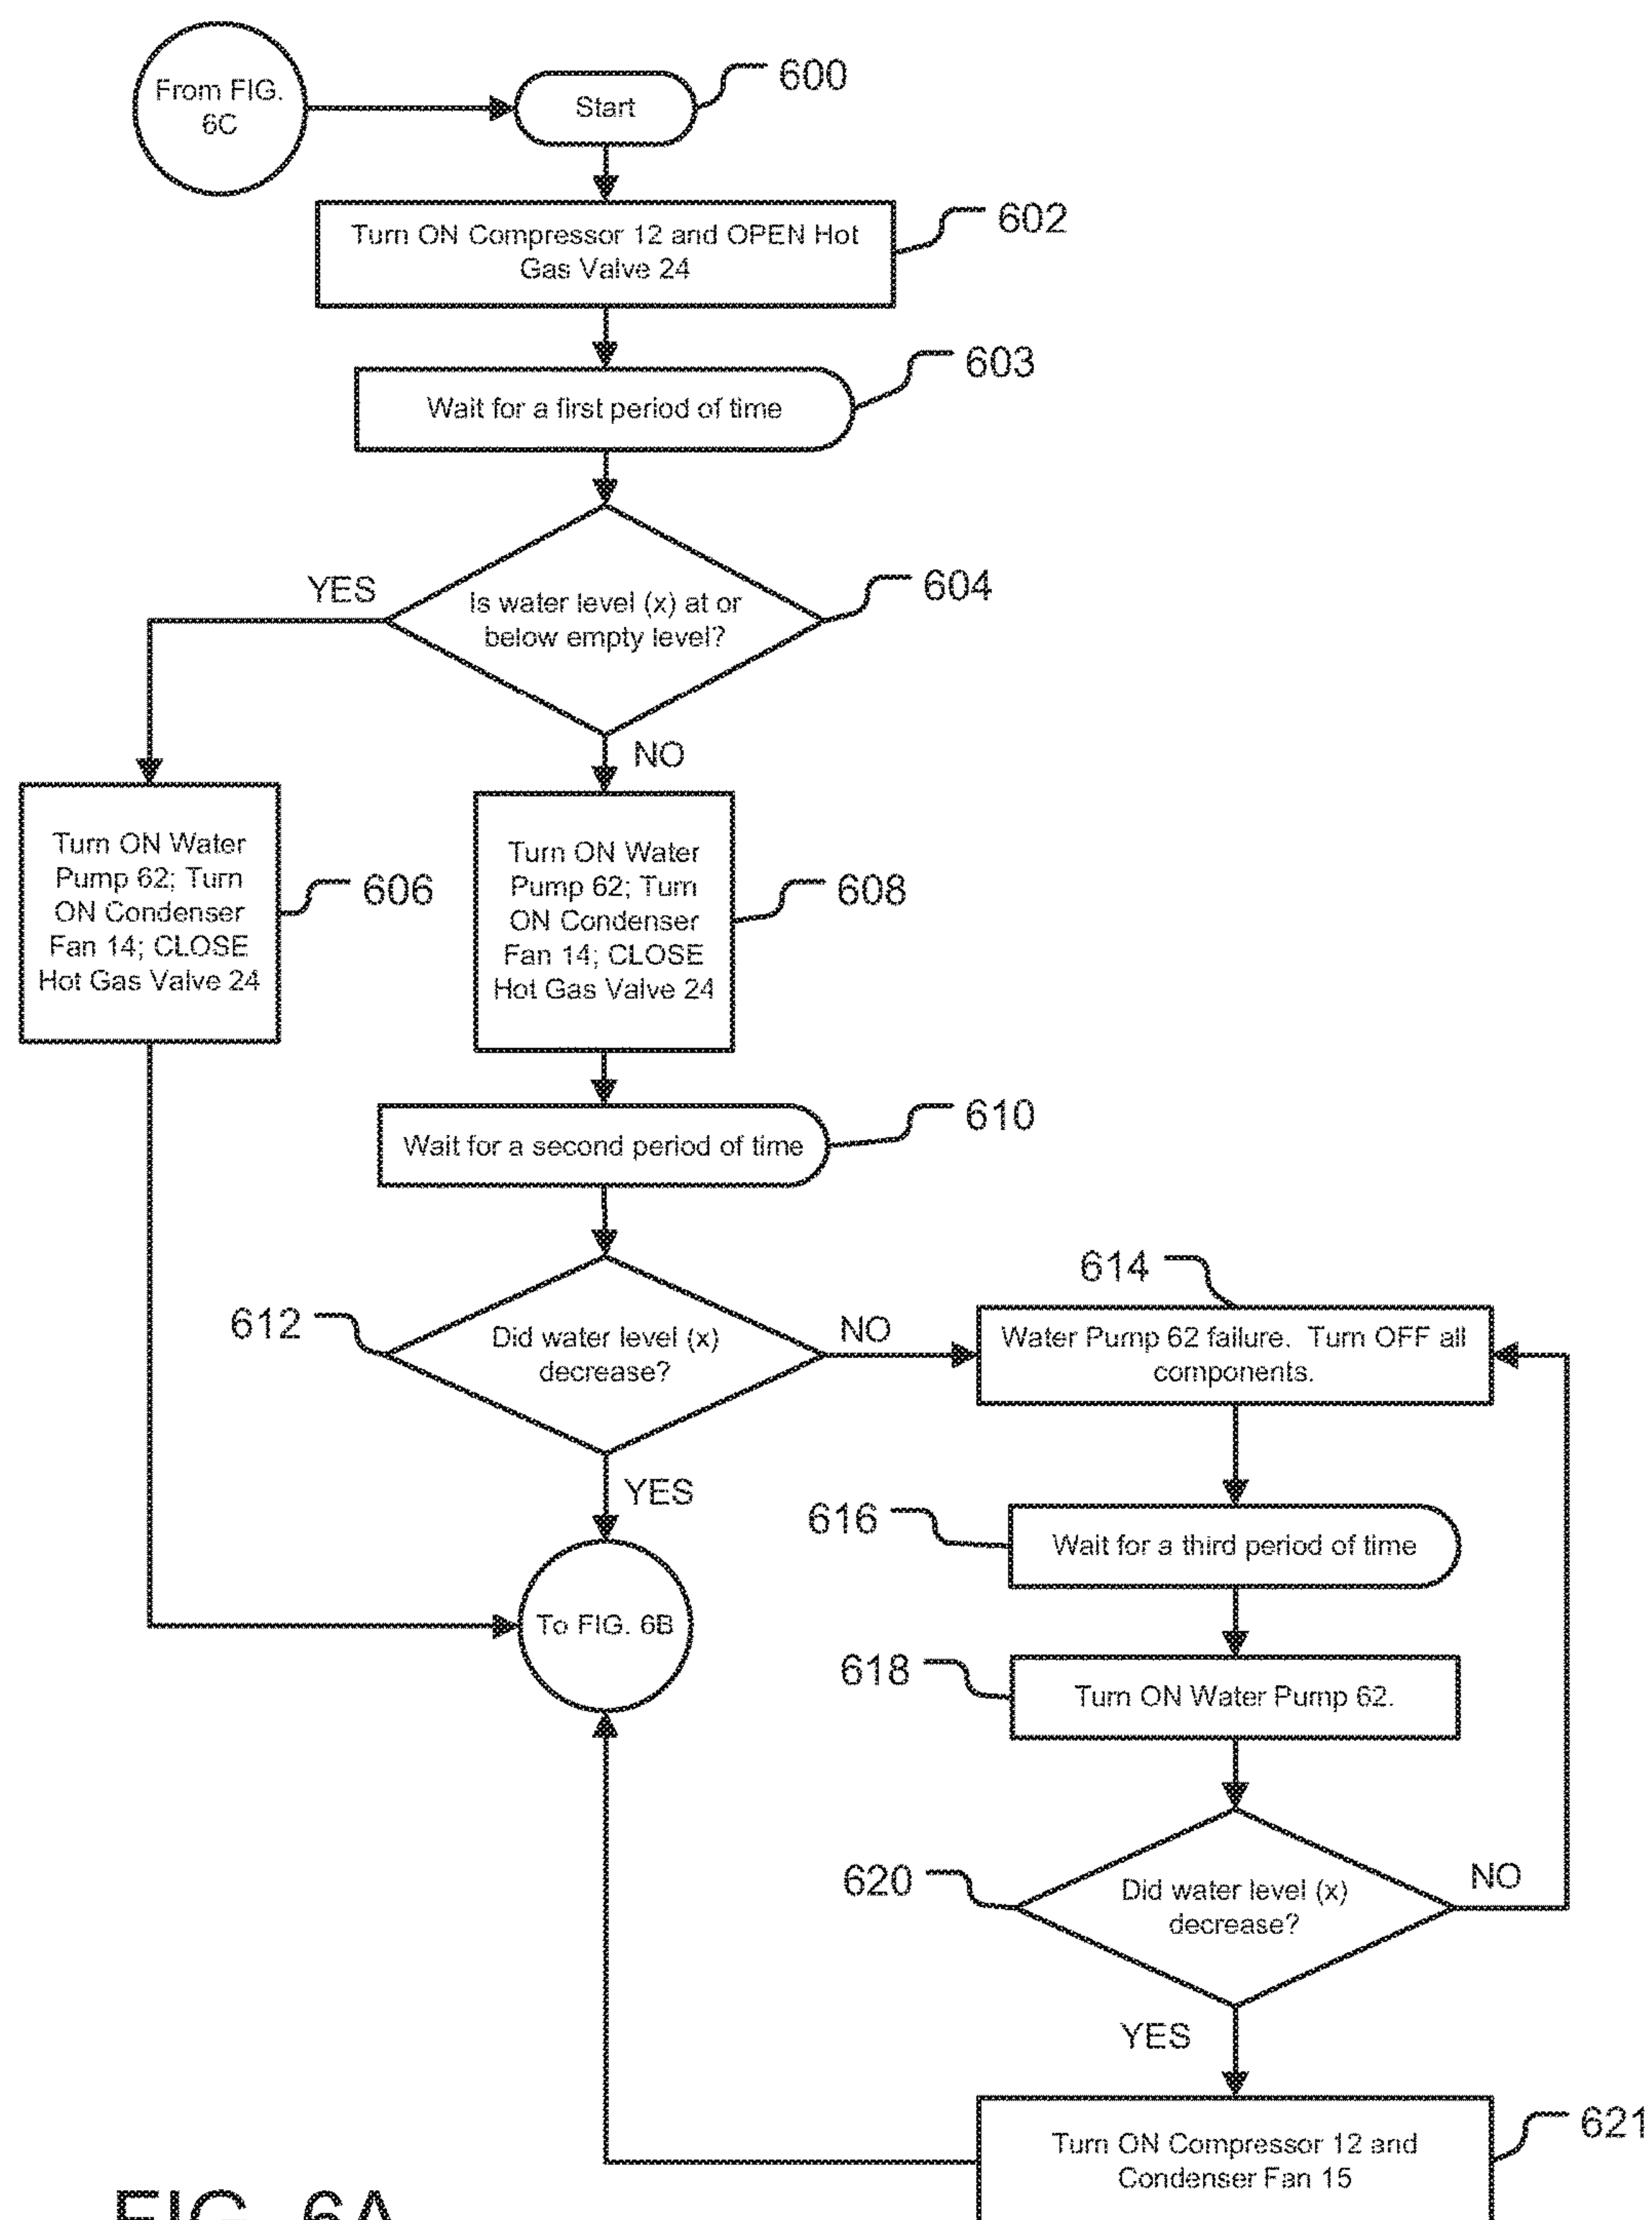 From FIG.
6C
Start
600
Turn ON Compressor 12 and OPEN Hot
Gas Valve 24
602
Wait for a first period of time
603
Is water level (x) at or
below empty level?
604
YES
NO
Turn ON Water
Pump 62; Turn
ON Condenser
Fan 14; CLOSE
Hot Gas Valve 24
606
Turn ON Water
Pump 62; Turn
ON Condenser
Fan 14; CLOSE
Hot Gas Valve 24
608
Wait for a second period of time
610
612
Did water level (x)
decrease?
NO
YES
614
Water Pump 62 failure. Turn OFF all
components.
616
Wait for a third period of time
To FIG. 6B
618
Turn ON Water Pump 62.
620
Did water level (x)
decrease?
NO
YES
Turn ON Compressor 12 and
Condenser Fan 15
621
FIG. 6A